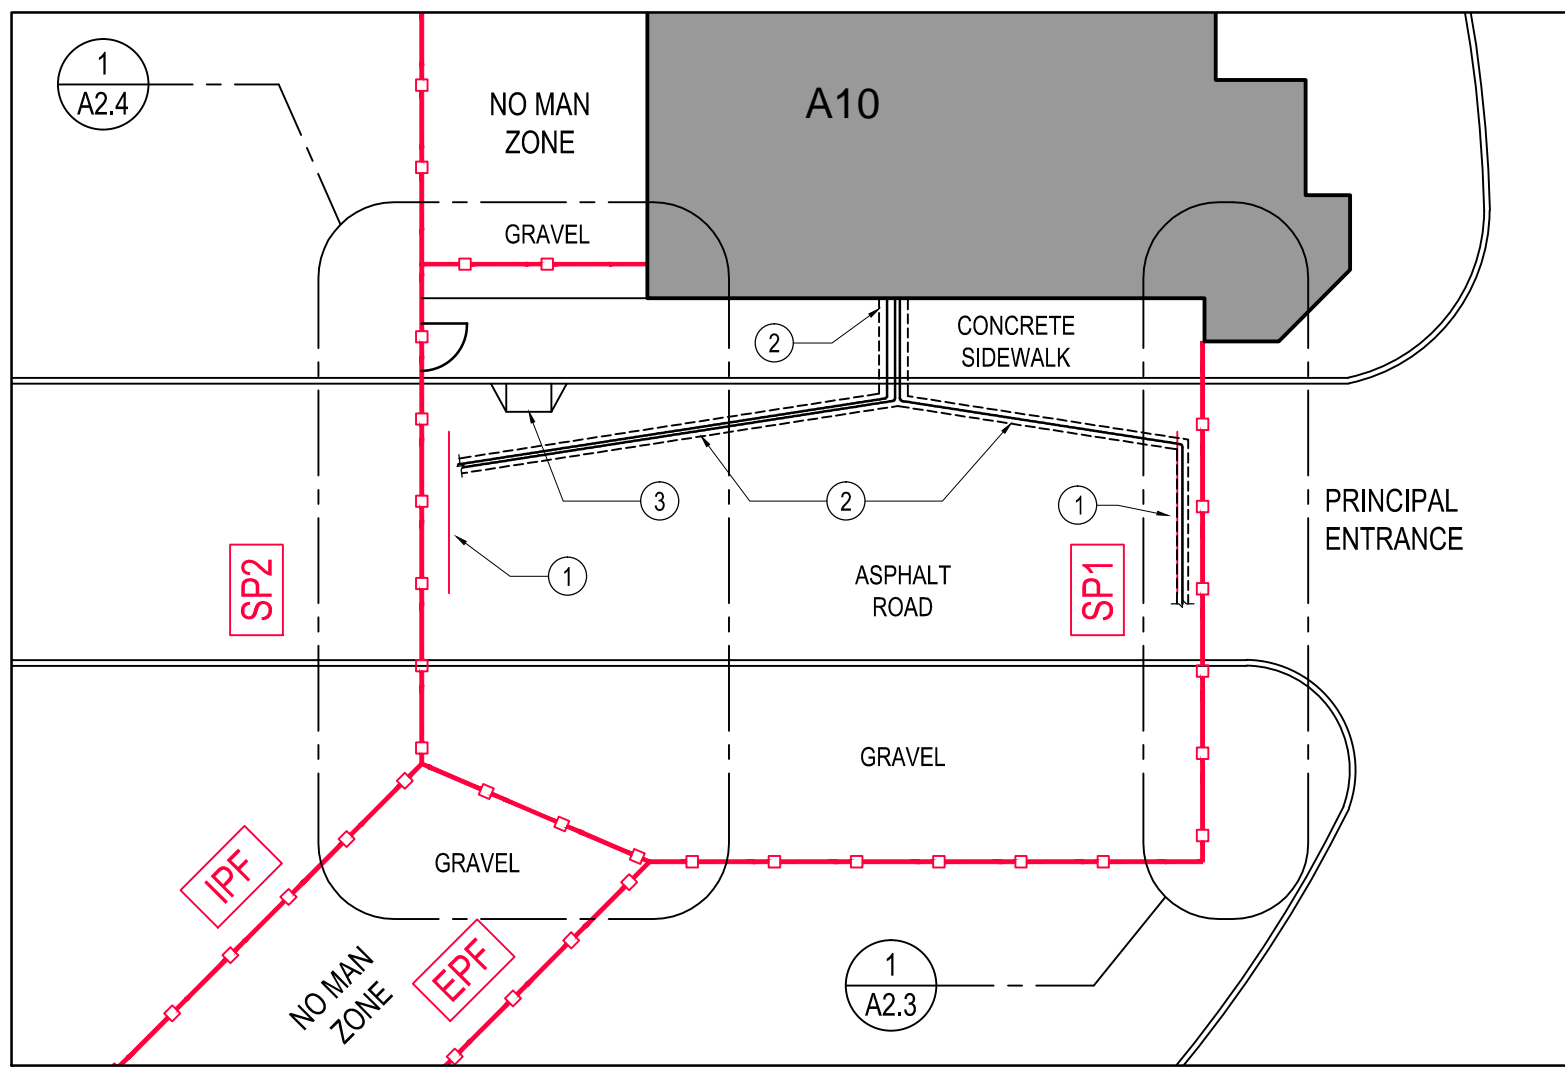 1
A2.4
NO MAN
ZONE
A10
GRAVEL
2
CONCRETE
SIDEWALK
3
2
1
PRINCIPAL
ENTRANCE
SP2
1
ASPHALT
ROAD
SP1
GRAVEL
IPF
GRAVEL
EPF
NO MAN
ZONE
1
A2.3